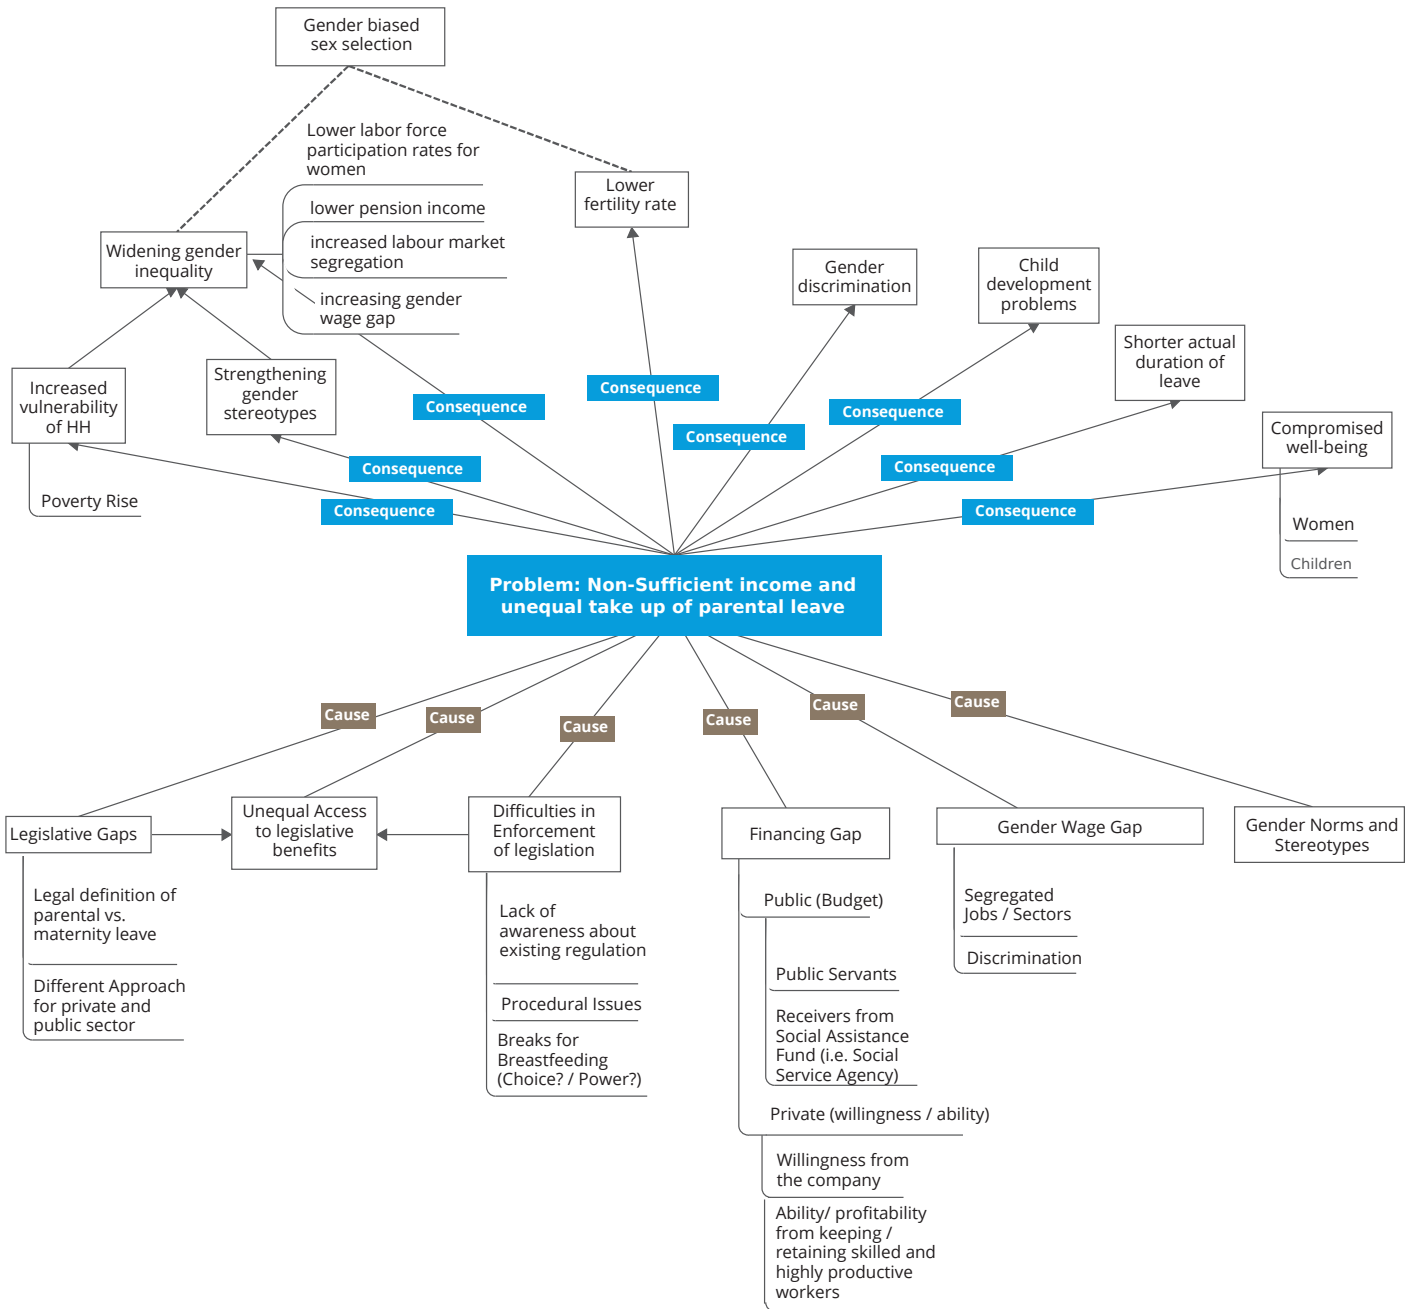 Gender biased
sex selection
Lower labor force
participation rates for
women
lower pension income
increased labour market
segregation
increasing gender
wage gap
Widening gender
inequality
Lower
fertility rate
Gender
discrimination
Child
development
problems
Shorter actual
duration of
leave
Compromised
well-being
Women
Children
Increased
vulnerability
of HH
Poverty Rise
Strengthening
gender
stereotypes
Consequence
Consequence
Consequence
Consequence
Consequence
Consequence
Consequence
Consequence
Problem: Non-Sufficient income and
unequal take up of parental leave
Cause
Cause
Cause
Cause
Cause
Cause
Legislative Gaps
Legal definition of
parental vs.
maternity leave
Different Approach
for private and
public sector
Unequal Access
to legislative
benefits
Difficulties in
Enforcement
of legislation
Lack of
awareness about
existing regulation
Procedural Issues
Breaks for
Breastfeeding
(Choice? / Power?)
Financing Gap
Public (Budget)
Public Servants
Receivers from
Social Assistance
Fund (i.e. Social
Service Agency)
Private (willingness / ability)
Willingness from
the company
Ability/ profitability
from keeping /
retaining skilled and
highly productive
workers
Gender Wage Gap
Segregated
Jobs / Sectors
Discrimination
Gender Norms and
Stereotypes